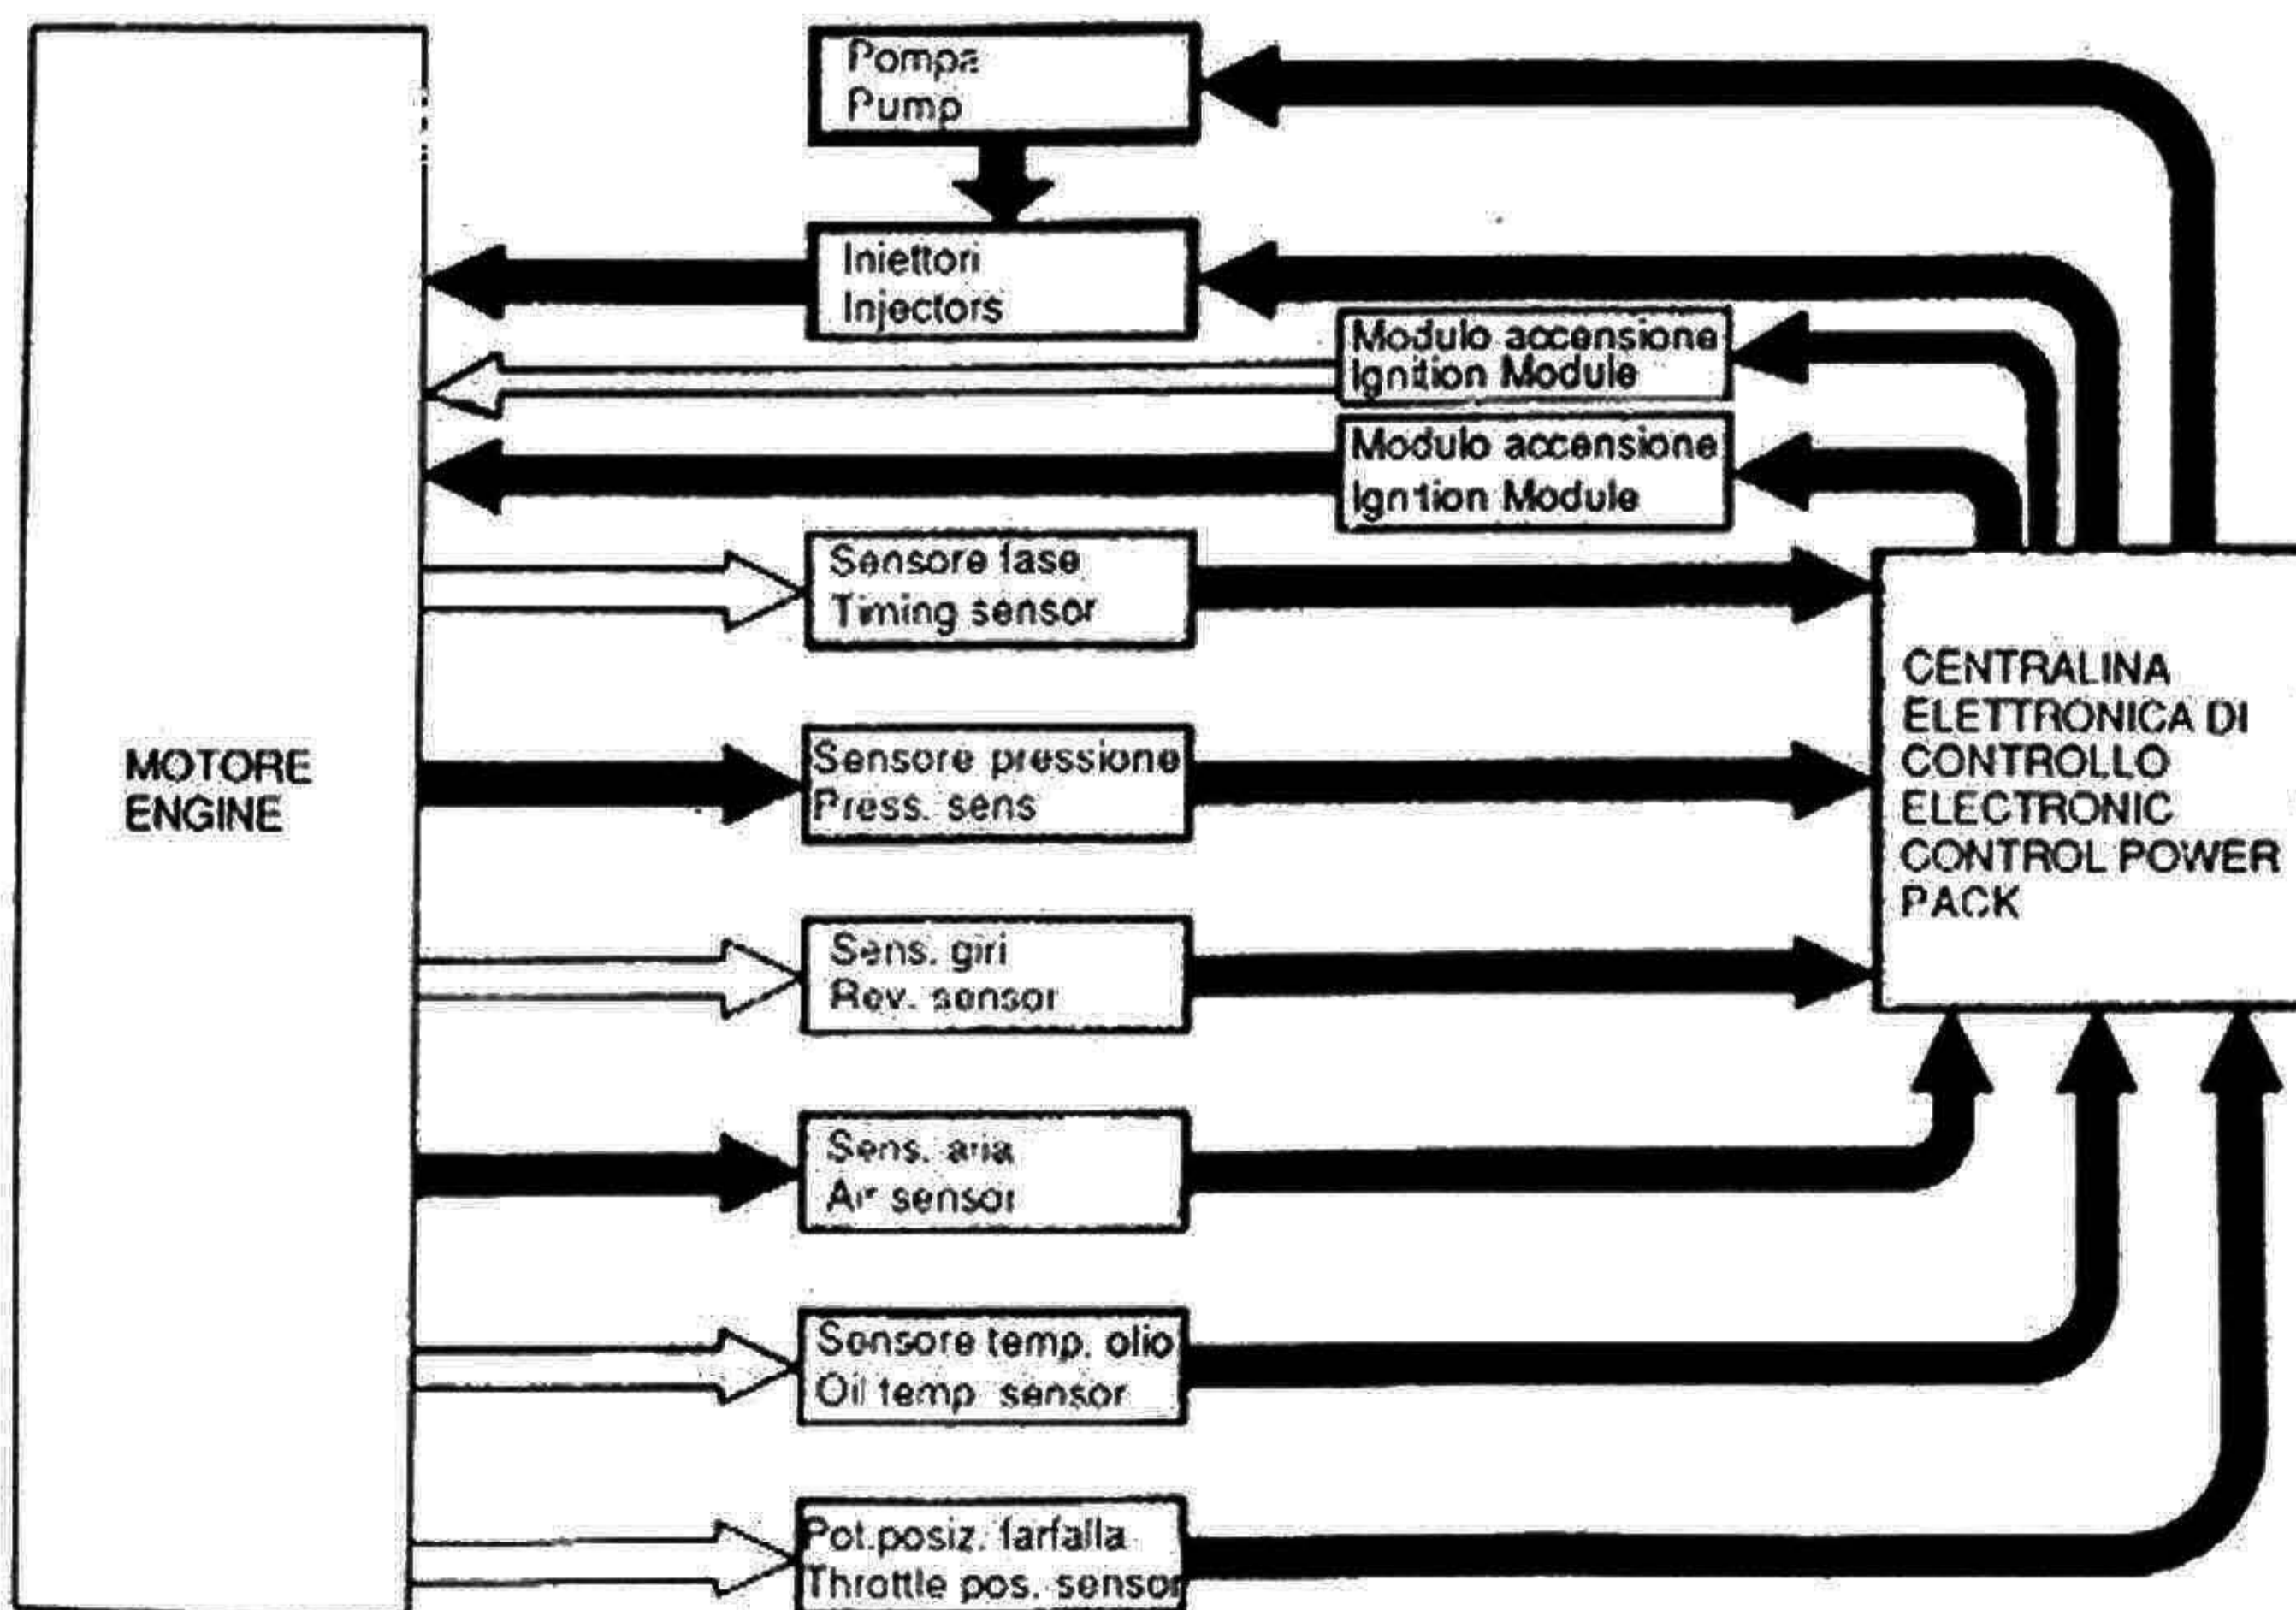 Pompa
Pump
Iniettori
Injectors
Modulo accensione
Ignition Module
Modulo accensione
Ignition Module
Sensore fase
Timing sensor
MOTORE
ENGINE
Sensore pressione
Press. sens
CENTRALINA
ELETTRONICA DI
CONTROLLO
ELECTRONIC
CONTROL POWER
PACK
Sens. giri
Rev. sensor
Sens. aria
Air sensor
Sensore temp. olio
Oil temp. sensor
Pot.posiz. farfalla
Throttle pos. sensor